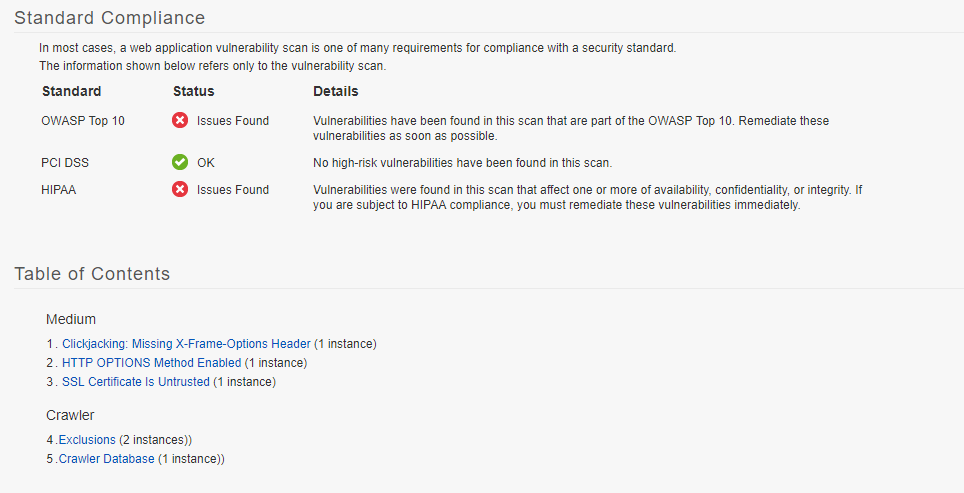 Standard Compliance
In most cases, a web application vulnerability scan is one of many requirements for compliance with a security standard.
The information shown below refers only to the vulnerability scan.
Standard Status Details
OWASP Top 10 Issues Found Vulnerabilities have been found in this scan that are part of the OWASP Top 10. Remediate these
vulnerabilities as soon as possible.
PCI DSS OK No high-risk vulnerabilities have been found in this scan.
HIPAA Issues Found Vulnerabilities were found in this scan that affect one or more of availability, confidentiality, or integrity. If
you are subject to HIPAA compliance, you must remediate these vulnerabilities immediately.
Table of Contents
Medium
1. Clickjacking: Missing X-Frame-Options Header (1 instance)
2. HTTP OPTIONS Method Enabled (1 instance)
3. SSL Certificate Is Untrusted (1 instance)
Crawler
4.Exclusions (2 instances))
5.Crawler Database (1 instance))